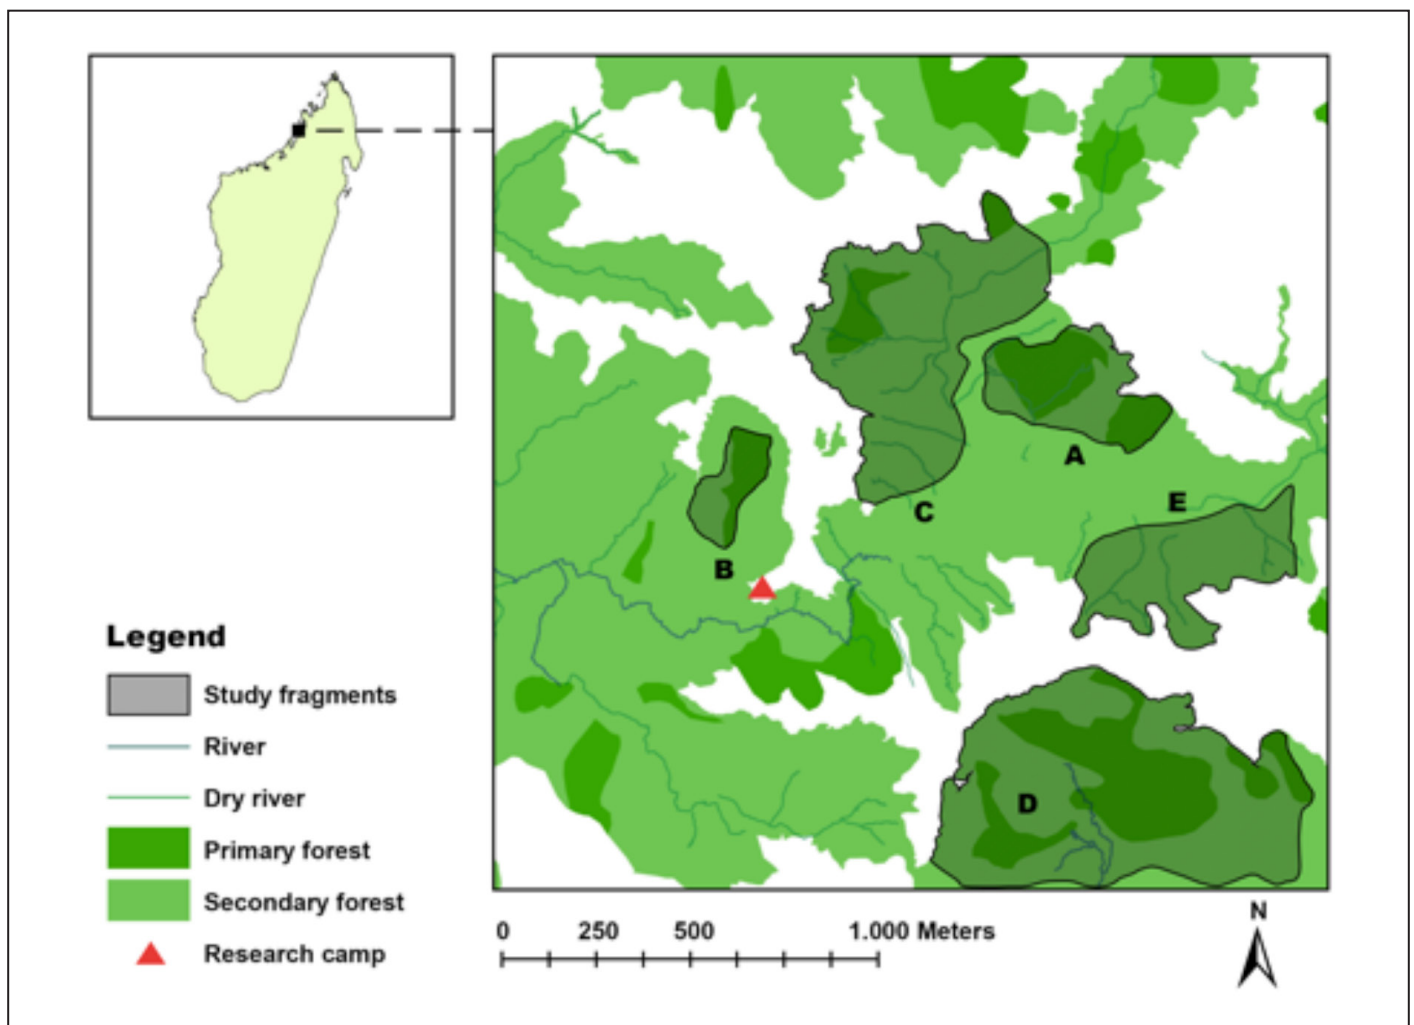 A
E
C
B
D
Legend
Study fragments
River
Dry river
Primary forest
Secondary forest
Research camp
0 250 500 1.000 Meters
N